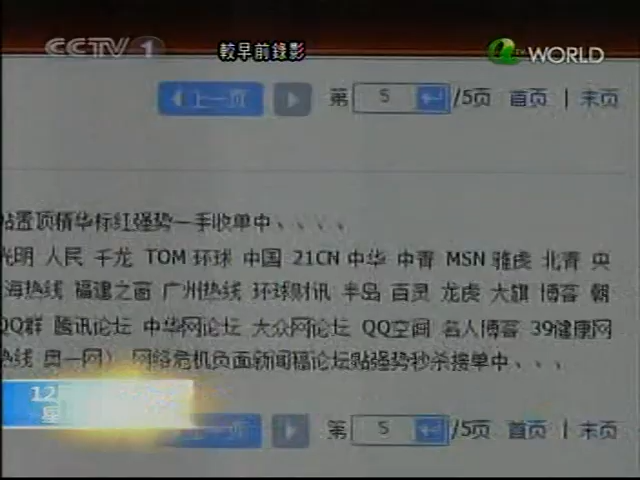 CCTV 1
較早前錄影
WORLD
上一页 第 5 /5页 首页 | 末页
帖置顶精华标红强势一手收单中、、、、
光明 人民 千龙 TOM 环球 中国 21CN 中华 中青 MSN 雅虎 北青 央
海热线 福建之窗 广州热线 环球财讯 半岛 百灵 龙虎 大旗 博客 朝
QQ群 腾讯论坛 中华网论坛 大众网论坛 QQ空间 名人博客 39健康网
热线 奥一网） 网络危机负面新闻稿论坛贴强势秒杀接单中、、、
12
星
上一页 第 5 /5页 首页 | 末页